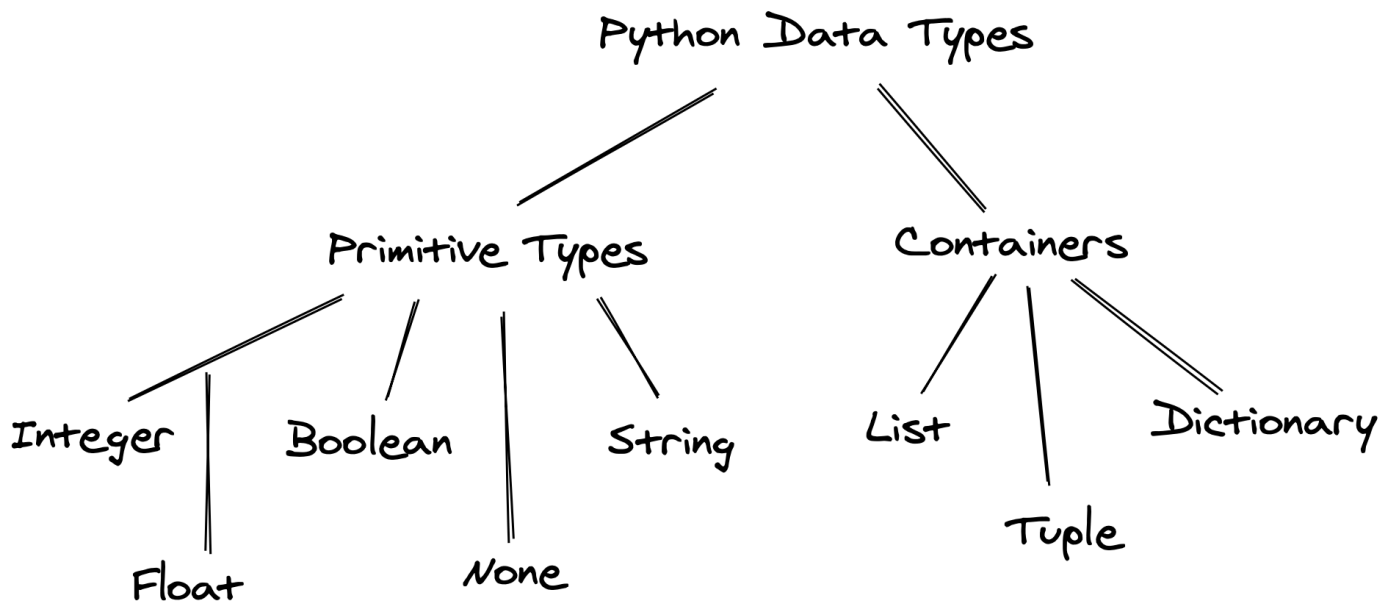 Python Data Types
Primitive Types
Containers
Integer
Boolean
String
List
Dictionary
Float
None
Tuple